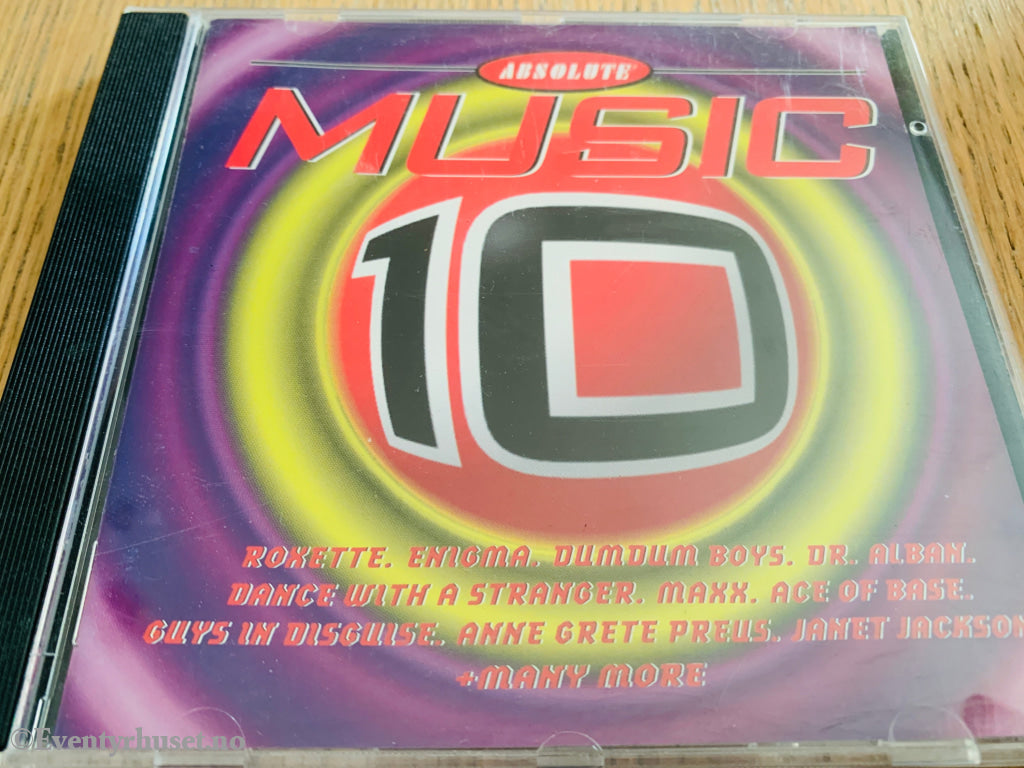 ABSOLUTE
MUSIC
10
ROXETTE. ENIGMA. DUMDUM BOYS. DR. ALBAN.
DANCE WITH A STRANGER. MAXX. ACE OF BASE.
GUYS IN DISGUISE. ANNE GRETE PREUS. JANET JACKSON
+MANY MORE
©Eventyrhuset.no